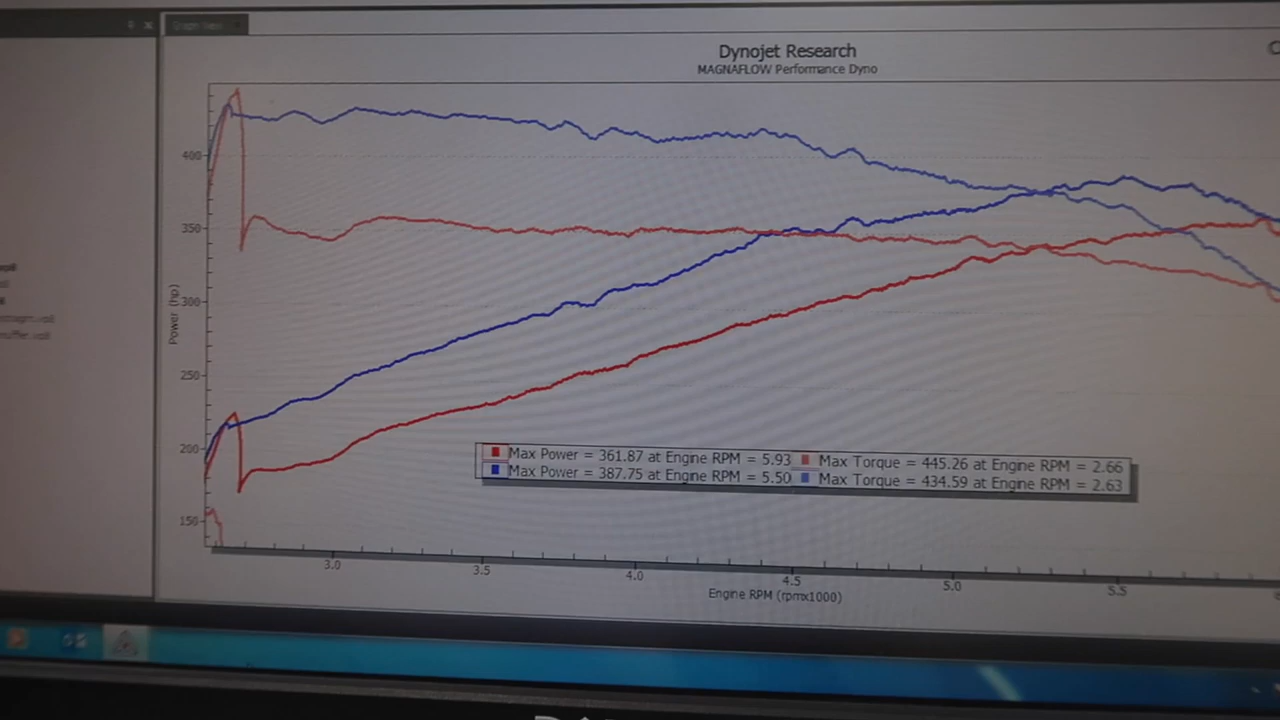 Graph View
Dynojet Research
MAGNAFLOW Performance Dyno
400
350
300
250
200
150
Power (hp)
Max Power = 361.87 at Engine RPM = 5.93
Max Torque = 445.26 at Engine RPM = 2.66
Max Power = 387.75 at Engine RPM = 5.50
Max Torque = 434.59 at Engine RPM = 2.63
3.0
3.5
4.0
4.5
5.0
5.5
Engine RPM (rpmx1000)